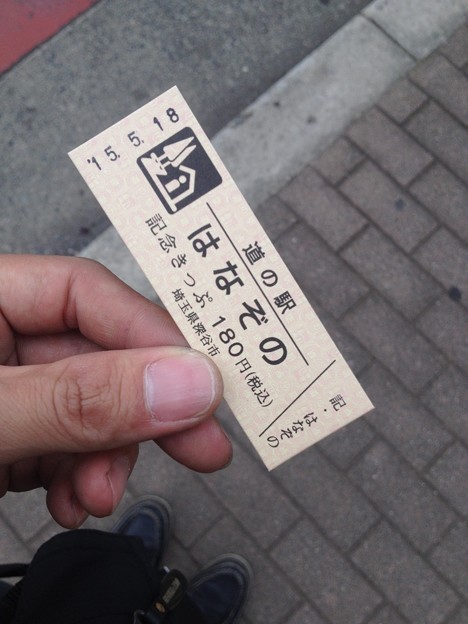 '15.5.18
道の駅
はなぞの
記念きっぷ 180円(税込)
埼玉県深谷市
記・はなぞの